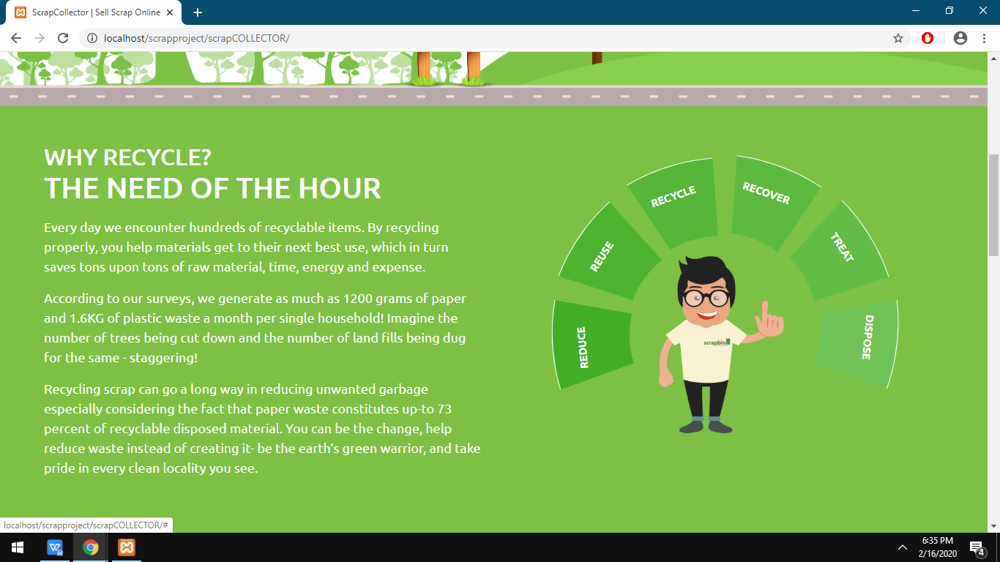 ScrapCollector | Sell Scrap Online
localhost/scrapproject/scrapCOLLECTOR/
WHY RECYCLE?
THE NEED OF THE HOUR
Every day we encounter hundreds of recyclable items. By recycling
properly, you help materials get to their next best use, which in turn
saves tons upon tons of raw material, time, energy and expense.
According to our surveys, we generate as much as 1200 grams of paper
and 1.6KG of plastic waste a month per single household! Imagine the
number of trees being cut down and the number of land fills being dug
for the same - staggering!
Recycling scrap can go a long way in reducing unwanted garbage
especially considering the fact that paper waste constitutes up-to 73
percent of recyclable disposed material. You can be the change, help
reduce waste instead of creating it- be the earth’s green warrior, and take
pride in every clean locality you see.
REDUCE
REUSE
RECYCLE
RECOVER
TREAT
DISPOSE
scrapbin
localhost/scrapproject/scrapCOLLECTOR/#
6:35 PM
2/16/2020
4